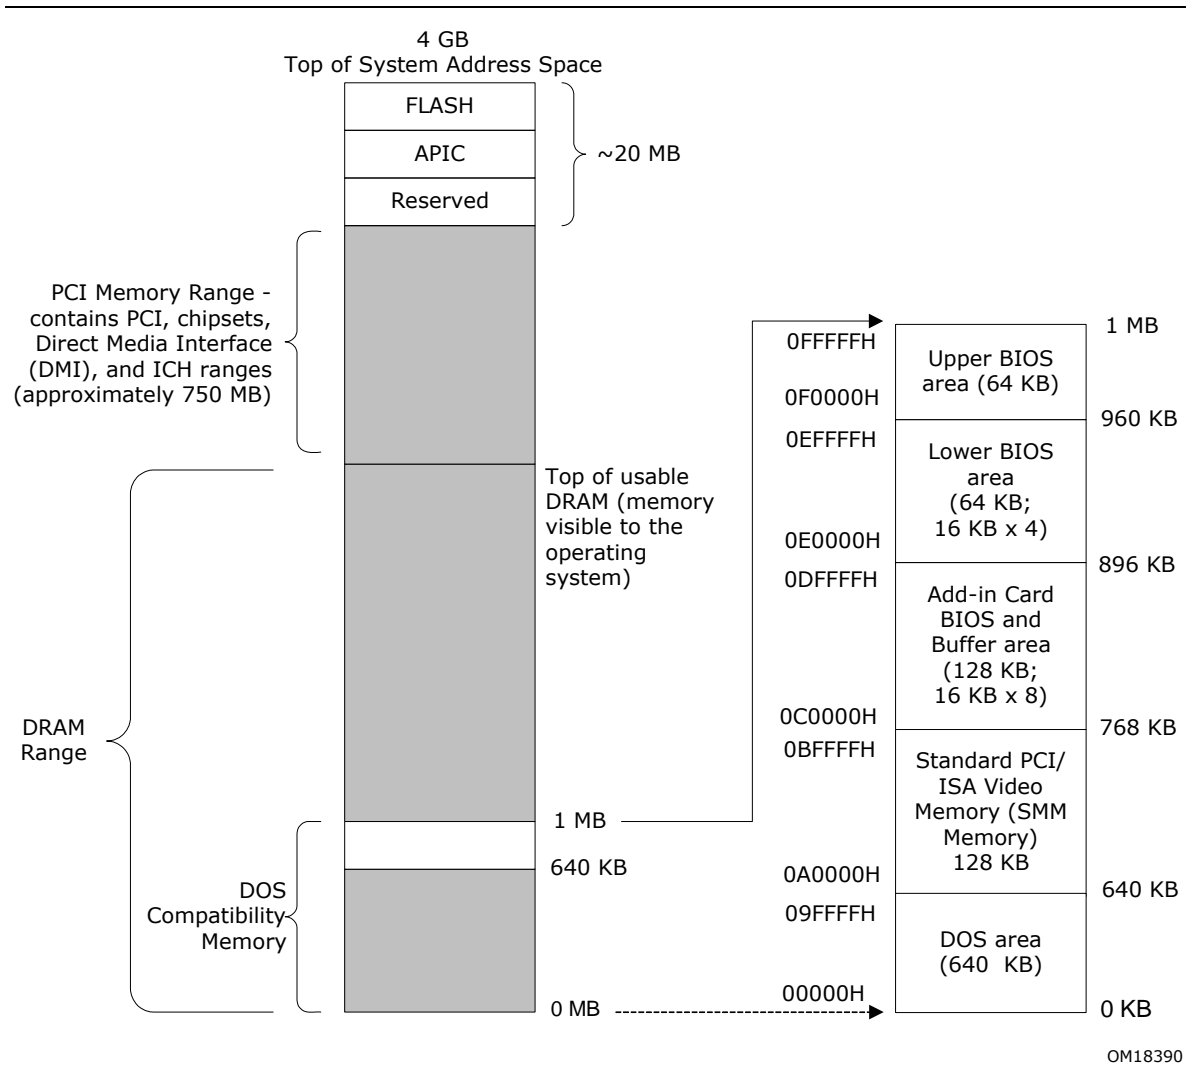 4 GB
Top of System Address Space
FLASH
APIC
Reserved
~20 MB
PCI Memory Range -
contains PCI, chipsets,
Direct Media Interface
(DMI), and ICH ranges
(approximately 750 MB)
Top of usable
DRAM (memory
visible to the
operating
system)
DRAM
Range
1 MB
640 KB
DOS
Compatibility
Memory
0 MB
0FFFFFH
1 MB
Upper BIOS
area (64 KB)
0F0000H
960 KB
0EFFFFH
Lower BIOS
area
(64 KB;
16 KB x 4)
0E0000H
896 KB
0DFFFFH
Add-in Card
BIOS and
Buffer area
(128 KB;
16 KB x 8)
0C0000H
768 KB
0BFFFFH
Standard PCI/
ISA Video
Memory (SMM
Memory)
128 KB
0A0000H
640 KB
09FFFFH
DOS area
(640 KB)
00000H
0 KB
OM18390